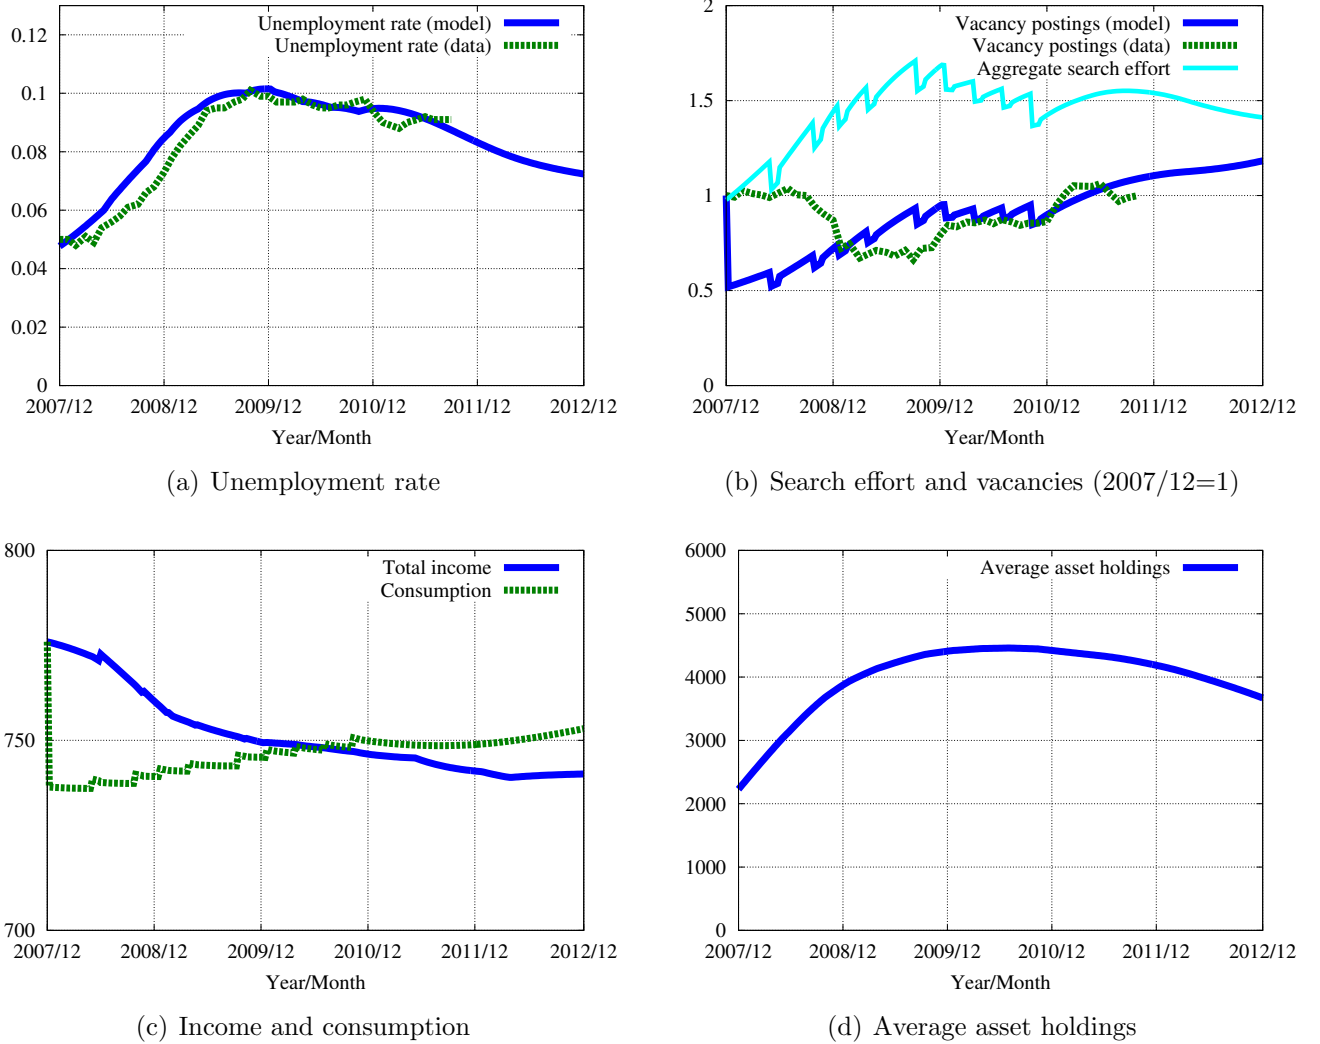 Unemployment rate (model)
Unemployment rate (data)
0.12
0.1
0.08
0.06
0.04
0.02
0
2007/12 2008/12 2009/12 2010/12 2011/12 2012/12
Year/Month
(a) Unemployment rate
Vacancy postings (model)
Vacancy postings (data)
Aggregate search effort
2
1.5
1
0.5
0
2007/12 2008/12 2009/12 2010/12 2011/12 2012/12
Year/Month
(b) Search effort and vacancies (2007/12=1)
Total income
Consumption
800
750
700
2007/12 2008/12 2009/12 2010/12 2011/12 2012/12
Year/Month
(c) Income and consumption
Average asset holdings
6000
5000
4000
3000
2000
1000
0
2007/12 2008/12 2009/12 2010/12 2011/12 2012/12
Year/Month
(d) Average asset holdings